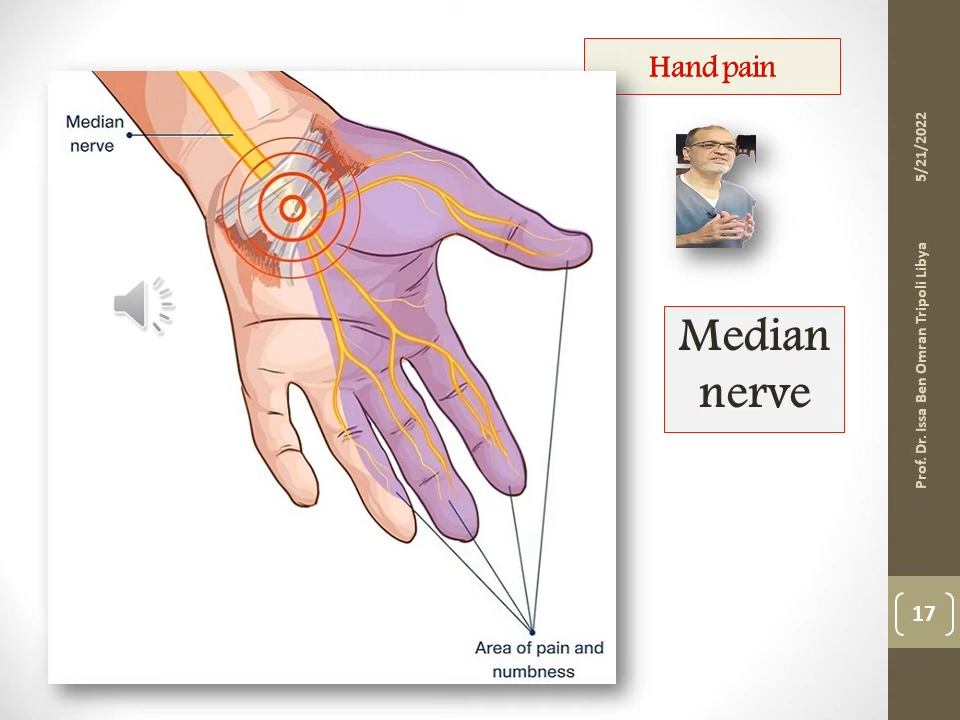 Hand pain
Median
nerve
Median
nerve
Area of pain and
numbness
5/21/2022
Prof. Dr. Issa Ben Omran Tripoli Libya
17